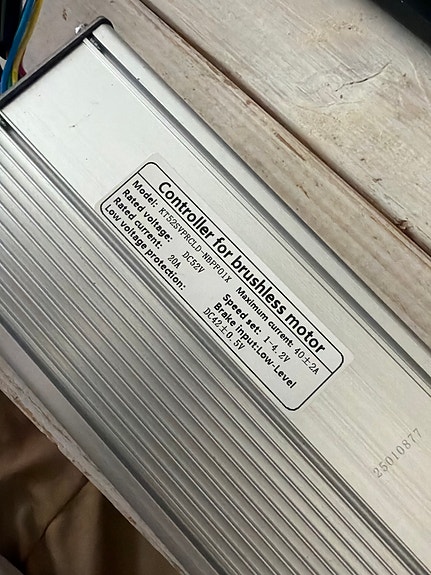 Controller for brushless motor
Model: KT52SVPRCLD-NBPF01X
Rated voltage: DC52V Maximum current: 40±2A
Rated current: 20A Speed set: 1-4.2V
Brake Input:Low-Level
Low voltage protection: DC42±0.5V
25010877